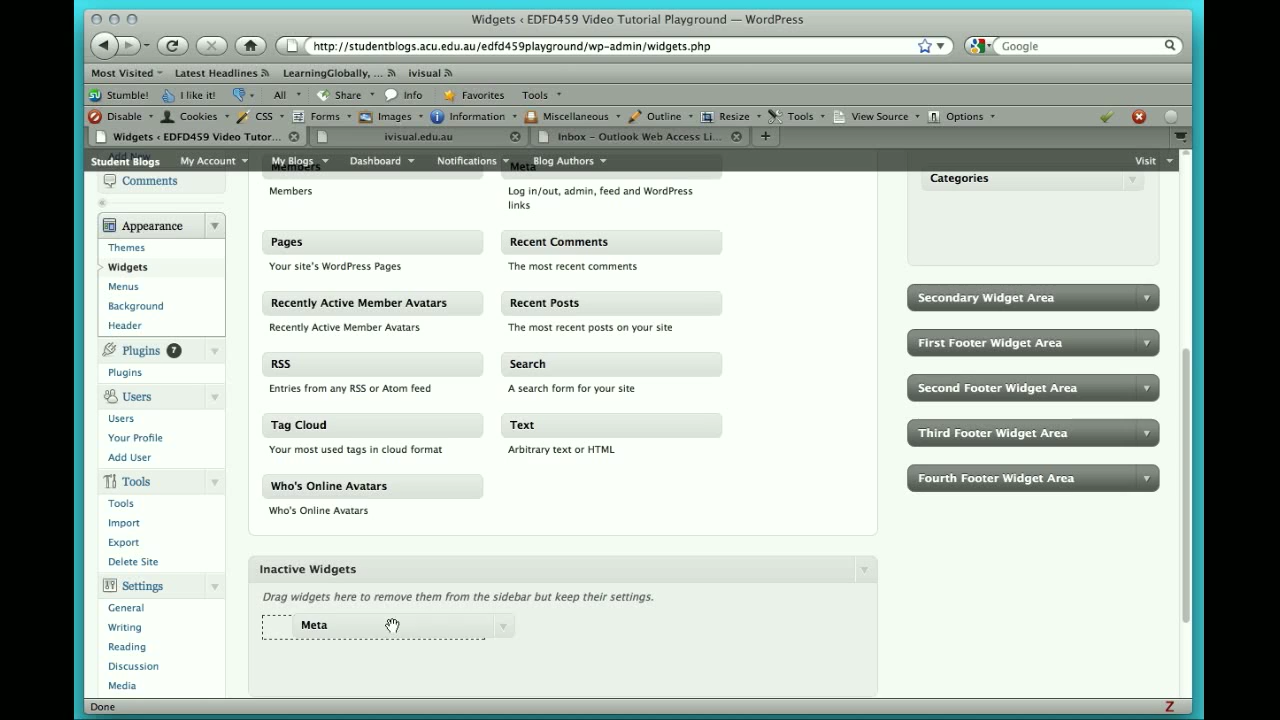 Widgets ‹ EDFD459 Video Tutorial Playground — WordPress
http://studentblogs.acu.edu.au/edfd459playground/wp-admin/widgets.php
Google
Most Visited Latest Headlines LearningGlobally, ... ivisual
Stumble! I like it! All Share Info Favorites Tools
Disable Cookies CSS Forms Images Information Miscellaneous Outline Resize Tools View Source Options
Widgets ‹ EDFD459 Video Tutor... ivisual.edu.au Inbox – Outlook Web Access Li...
Student Blogs My Account My Blogs Dashboard Notifications Blog Authors Visit
Add New
Comments
Appearance
Themes
Widgets
Menus
Background
Header
Plugins 7
Plugins
Users
Users
Your Profile
Add User
Tools
Tools
Import
Export
Delete Site
Settings
General
Writing
Reading
Discussion
Media
Members
Members
Meta
Log in/out, admin, feed and WordPress
links
Pages
Your site's WordPress Pages
Recent Comments
The most recent comments
Recently Active Member Avatars
Recently Active Member Avatars
Recent Posts
The most recent posts on your site
RSS
Entries from any RSS or Atom feed
Search
A search form for your site
Tag Cloud
Your most used tags in cloud format
Text
Arbitrary text or HTML
Who's Online Avatars
Who's Online Avatars
Inactive Widgets
Drag widgets here to remove them from the sidebar but keep their settings.
Meta
Categories
Secondary Widget Area
First Footer Widget Area
Second Footer Widget Area
Third Footer Widget Area
Fourth Footer Widget Area
Done
Z